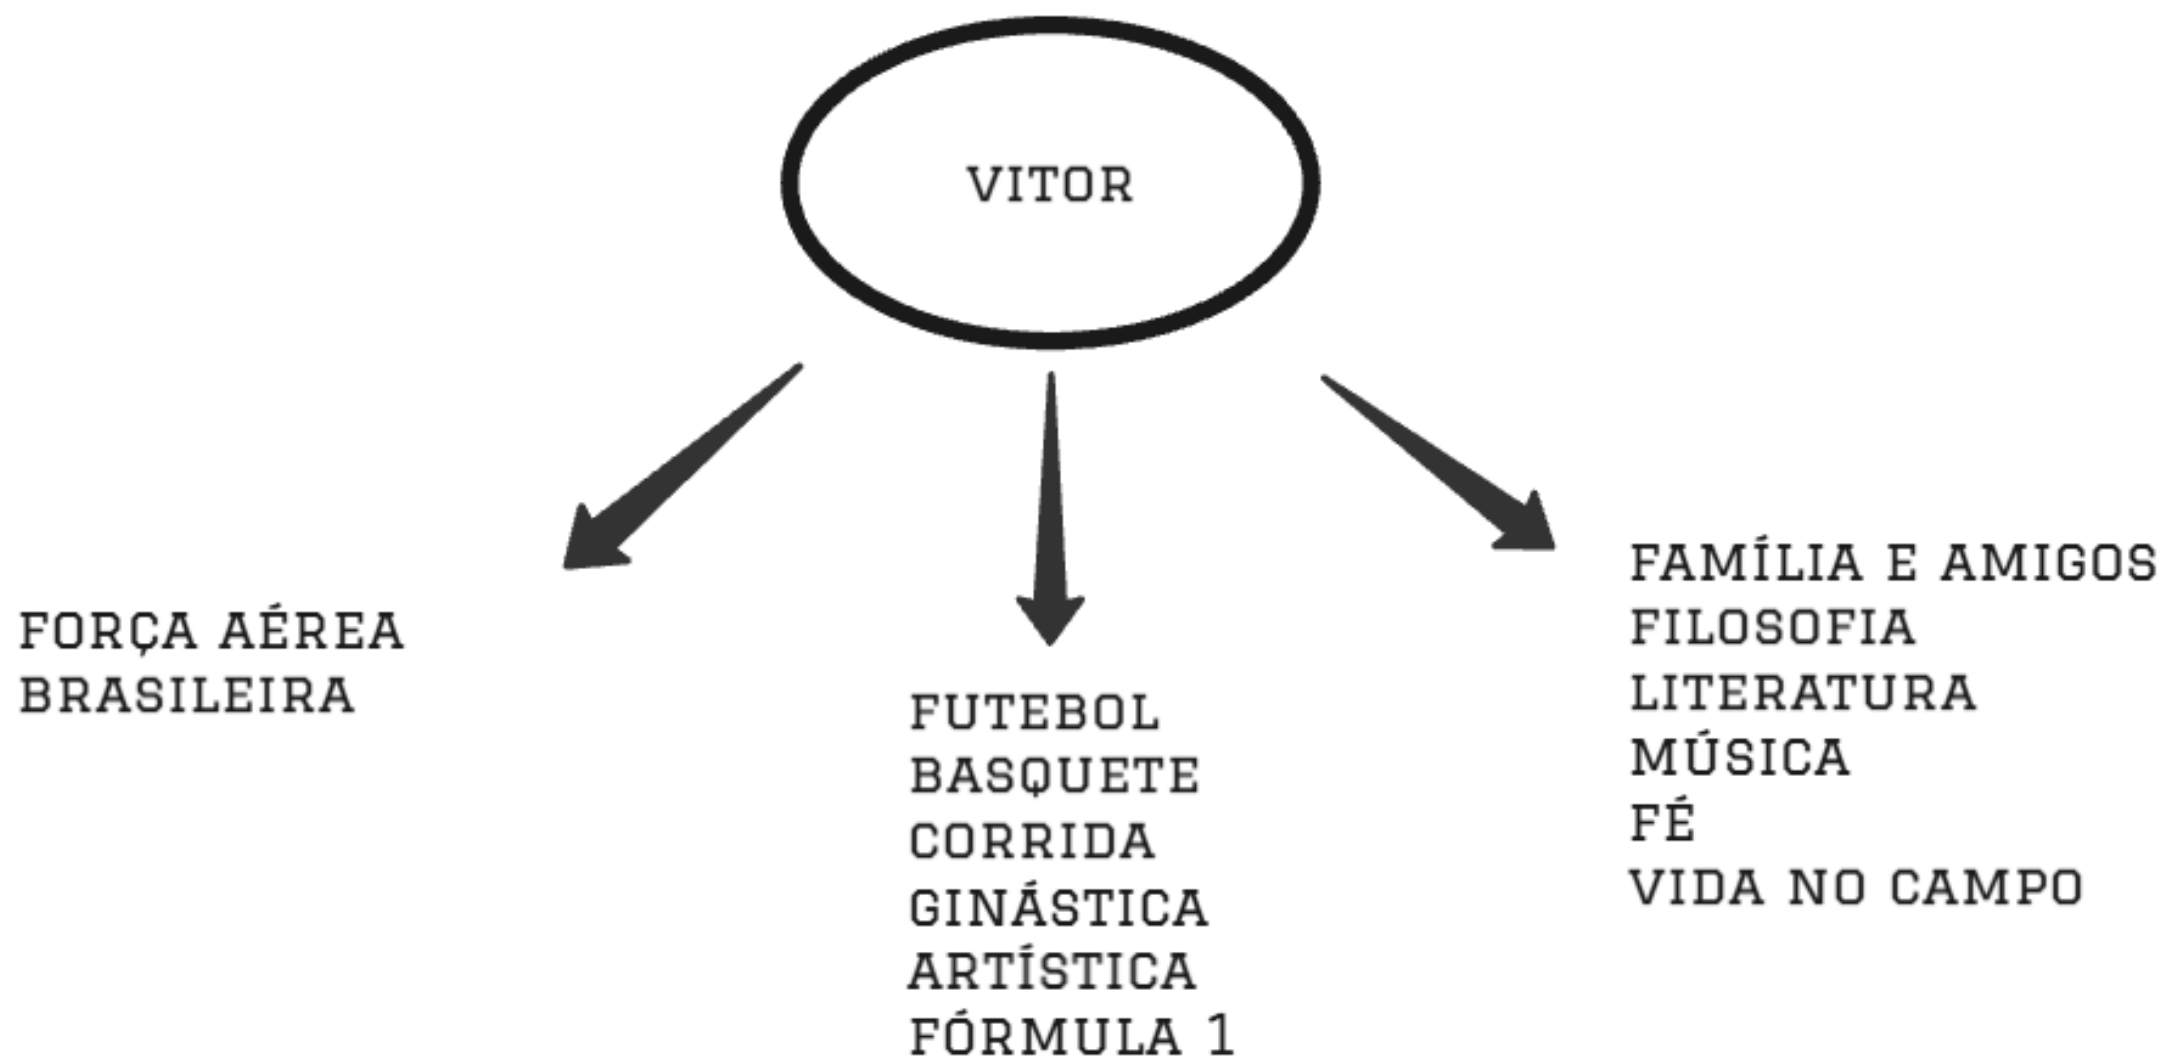 VITOR
FORÇA AÉREA
BRASILEIRA
FUTEBOL
BASQUETE
CORRIDA
GINÁSTICA
ARTÍSTICA
FÓRMULA 1
FAMÍLIA E AMIGOS
FILOSOFIA
LITERATURA
MÚSICA
FÉ
VIDA NO CAMPO